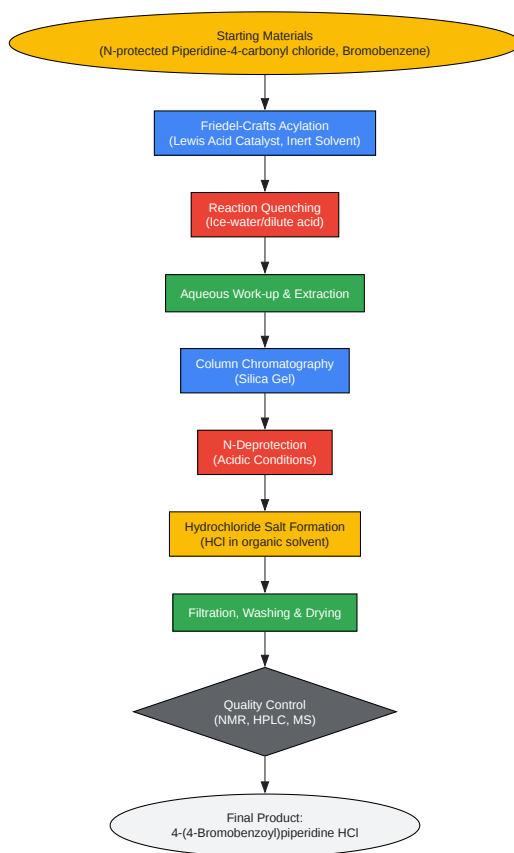 Starting Materials
(N-protected Piperidine-4-carbonyl chloride, Bromobenzene)
Friedel-Crafts Acylation
(Lewis Acid Catalyst, Inert Solvent)
Reaction Quenching
(Ice-water/dilute acid)
Aqueous Work-up & Extraction
Column Chromatography
(Silica Gel)
N-Deprotection
(Acidic Conditions)
Hydrochloride Salt Formation
(HCl in organic solvent)
Filtration, Washing & Drying
Quality Control
(NMR, HPLC, MS)
Final Product:
4-(4-Bromobenzoyl)piperidine HCl